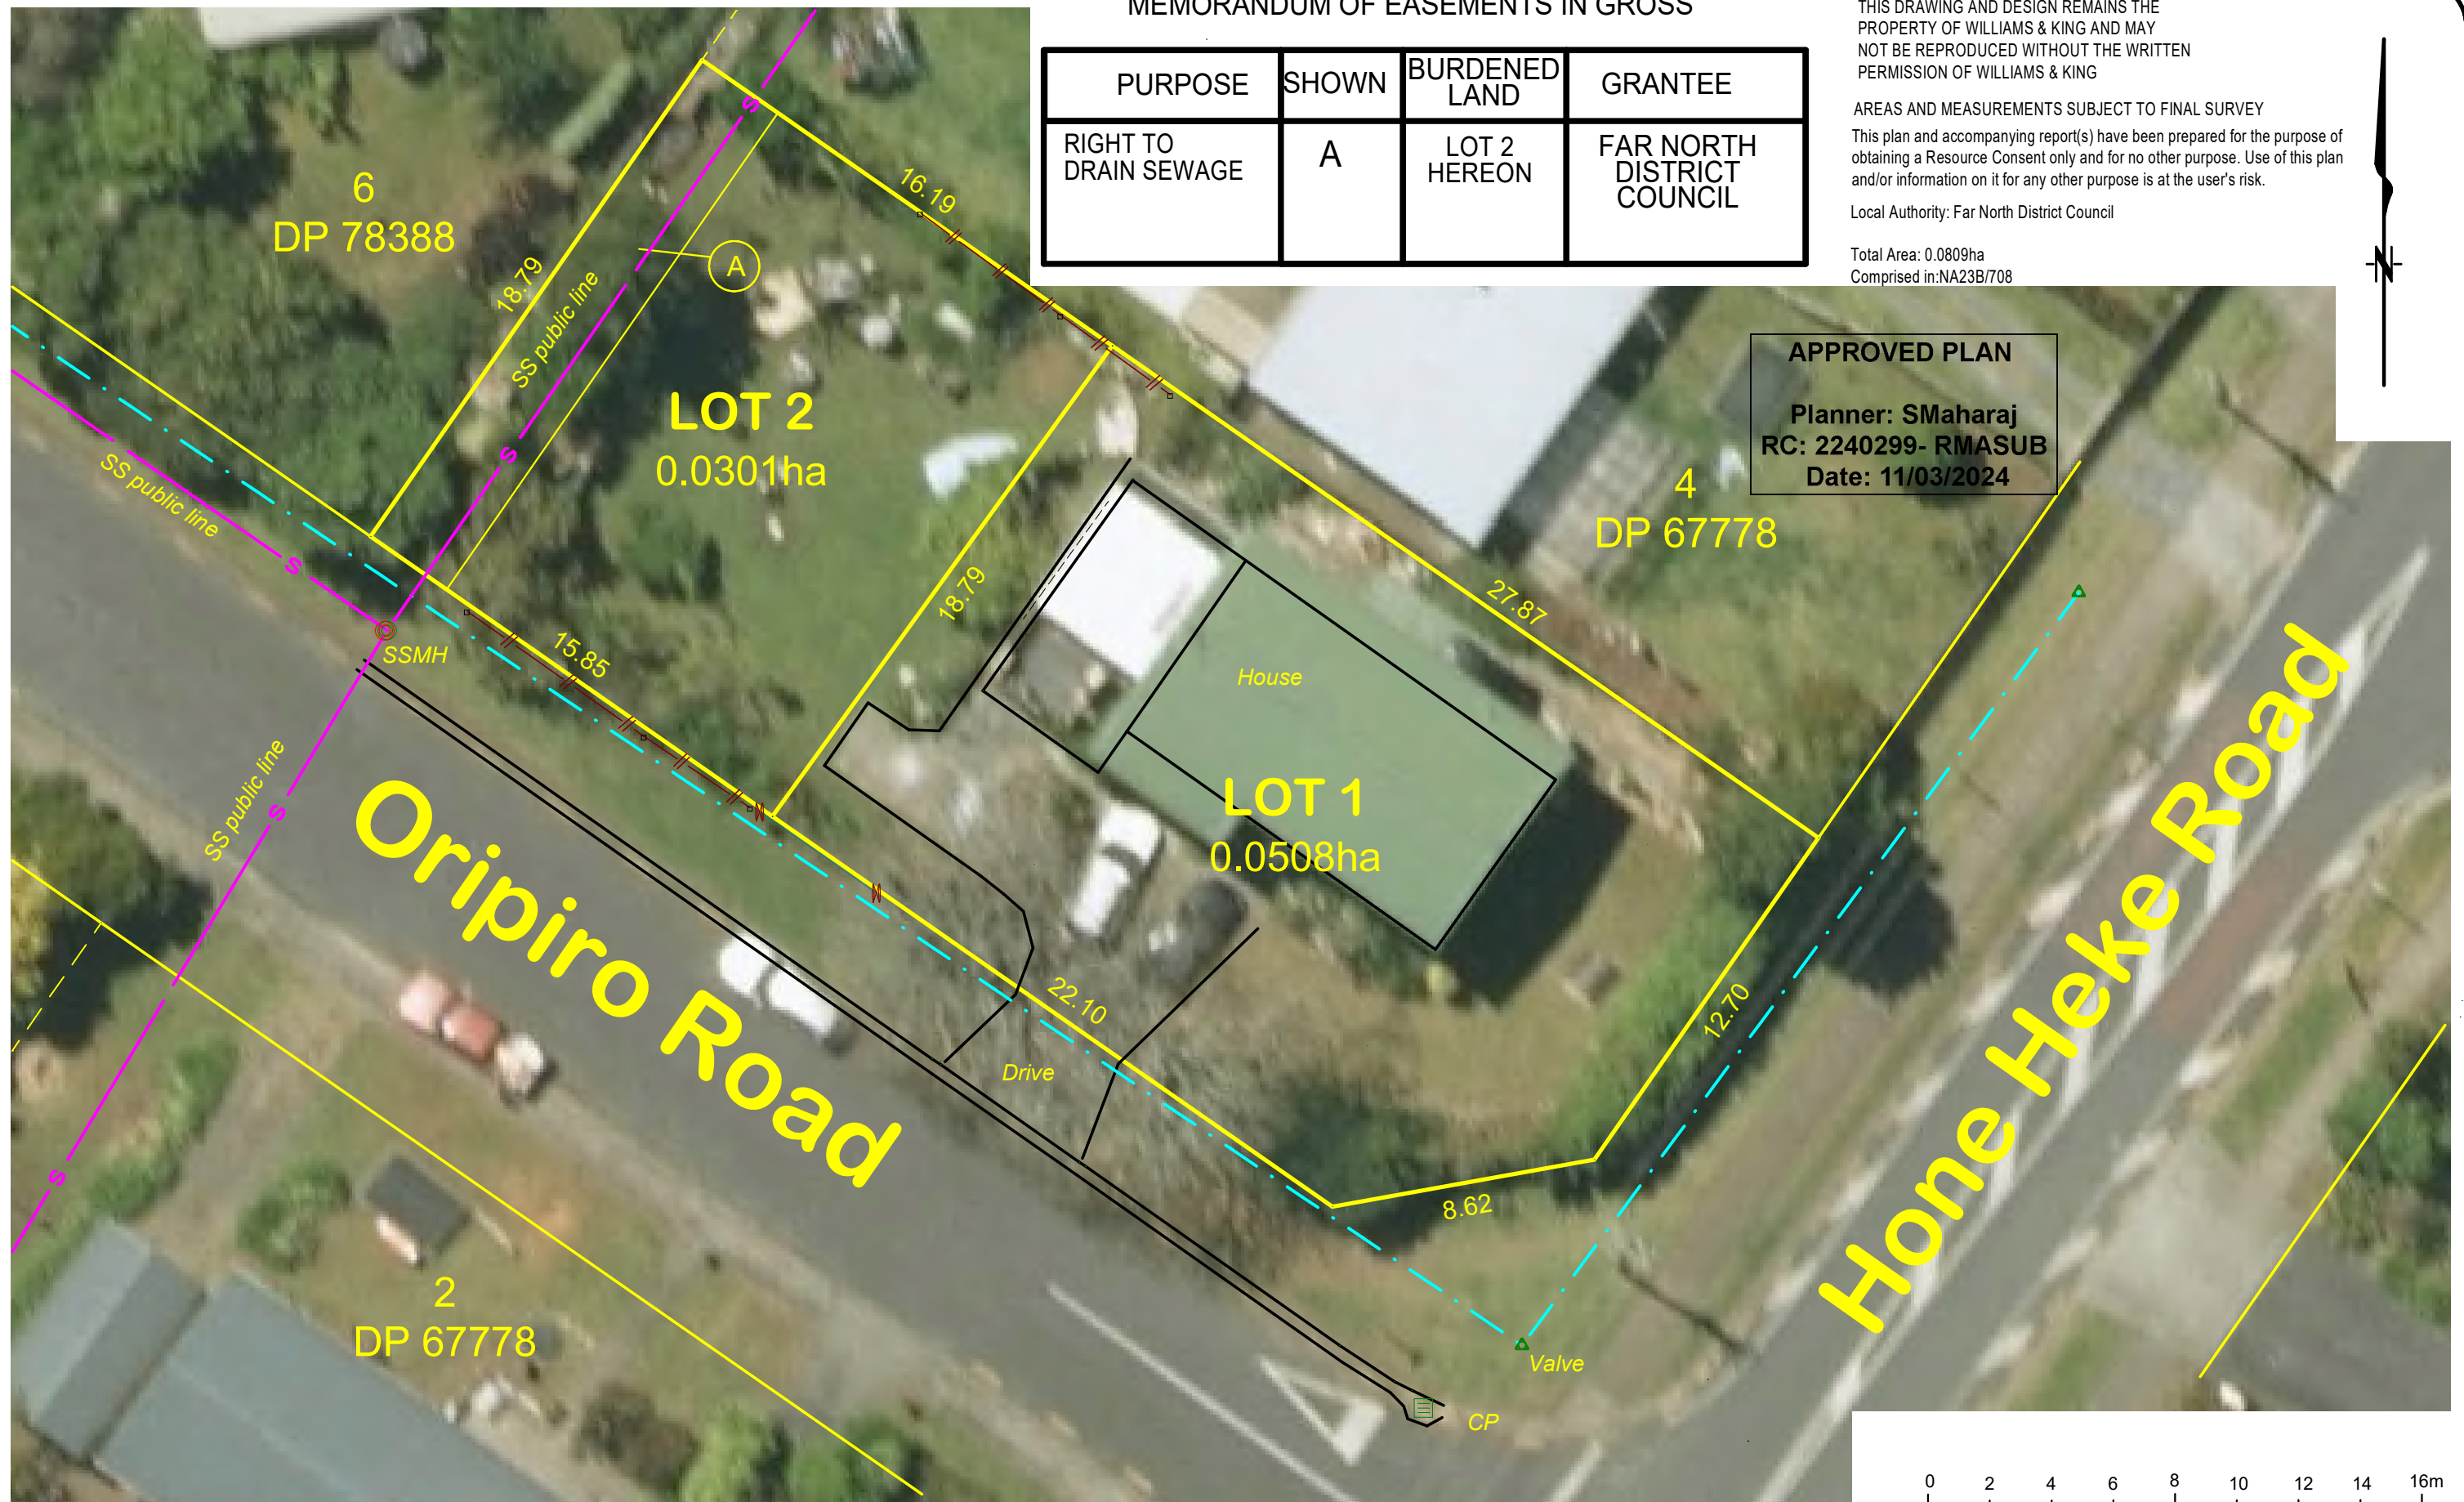 MEMORANDUM OF EASEMENTS IN GROSS
PURPOSE
SHOWN
BURDENED
LAND
GRANTEE
RIGHT TO
DRAIN SEWAGE
A
LOT 2
HEREON
FAR NORTH
DISTRICT
COUNCIL
THIS DRAWING AND DESIGN REMAINS THE
PROPERTY OF WILLIAMS & KING AND MAY
NOT BE REPRODUCED WITHOUT THE WRITTEN
PERMISSION OF WILLIAMS & KING
AREAS AND MEASUREMENTS SUBJECT TO FINAL SURVEY
This plan and accompanying report(s) have been prepared for the purpose of
obtaining a Resource Consent only and for no other purpose. Use of this plan
and/or information on it for any other purpose is at the user's risk.
Local Authority: Far North District Council
Total Area: 0.0809ha
Comprised in:NA23B/708
N
APPROVED PLAN
Planner: SMaharaj
RC: 2240299- RMASUB
Date: 11/03/2024
6
DP 78388
18.79
SS public line
S
A
16.19
LOT 2
0.0301ha
S
SS public line
S
SSMH
15.85
18.79
4
DP 67778
27.87
House
LOT 1
0.0508ha
SS public line
S
S
Oripiro Road
22.10
Drive
12.70
8.62
Hone Heke Road
2
DP 67778
Valve
CP
0 2 4 6 8 10 12 14 16m